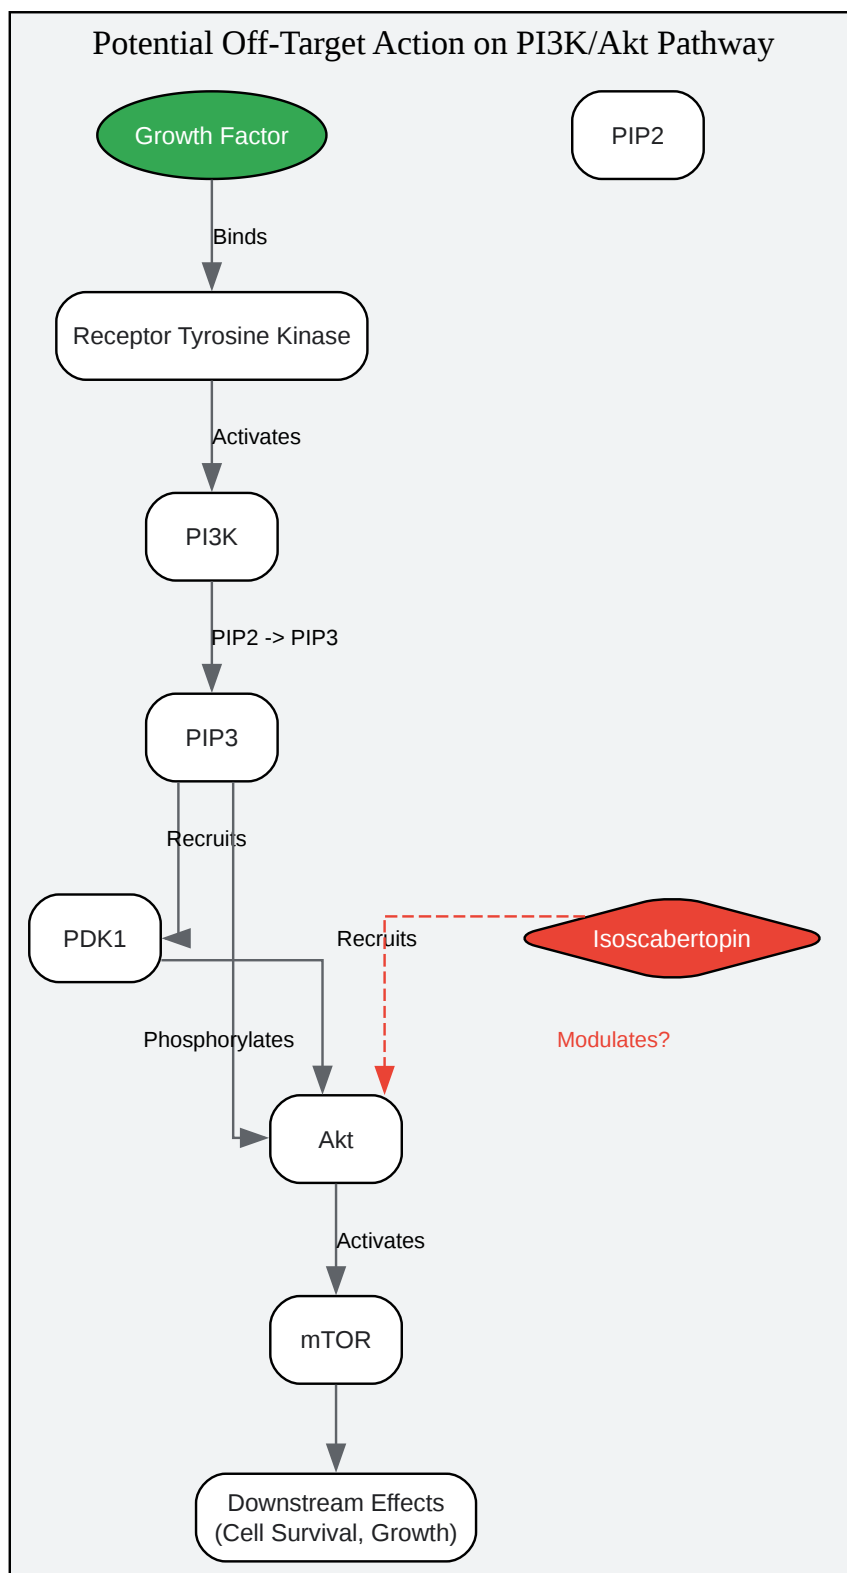 Potential Off-Target Action on PI3K/Akt Pathway
Growth Factor
PIP2
Binds
Receptor Tyrosine Kinase
Activates
PI3K
PIP2 -> PIP3
PIP3
Recruits
PDK1
Recruits
Isoscabertopin
Phosphorylates
Modulates?
Akt
Activates
mTOR
Downstream Effects
(Cell Survival, Growth)